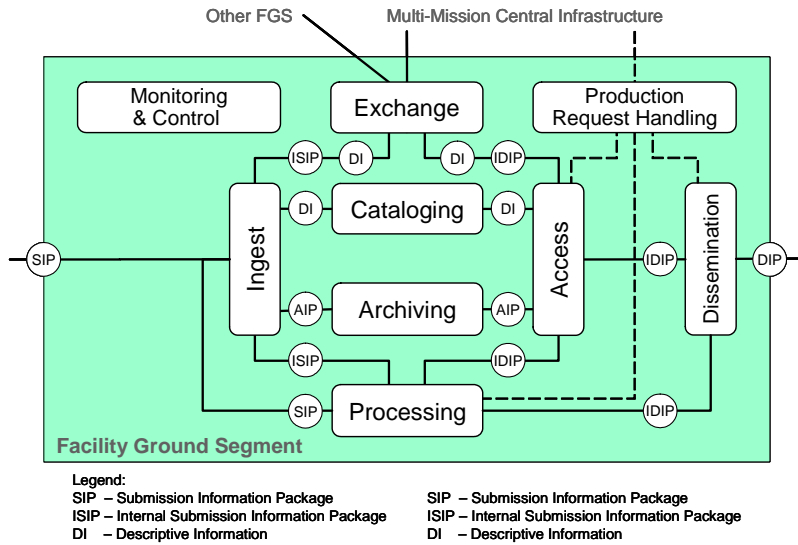 Other FGS
Multi-Mission Central Infrastructure
Monitoring
& Control
Exchange
Production
Request Handling
ISIP
DI
DI
IDIP
DI
Cataloging
DI
Ingest
Access
Dissemination
SIP
IDIP
DIP
AIP
Archiving
AIP
ISIP
IDIP
SIP
Processing
IDIP
Facility Ground Segment
Legend:
SIP – Submission Information Package
ISIP – Internal Submission Information Package
DI – Descriptive Information
SIP – Submission Information Package
ISIP – Internal Submission Information Package
DI – Descriptive Information